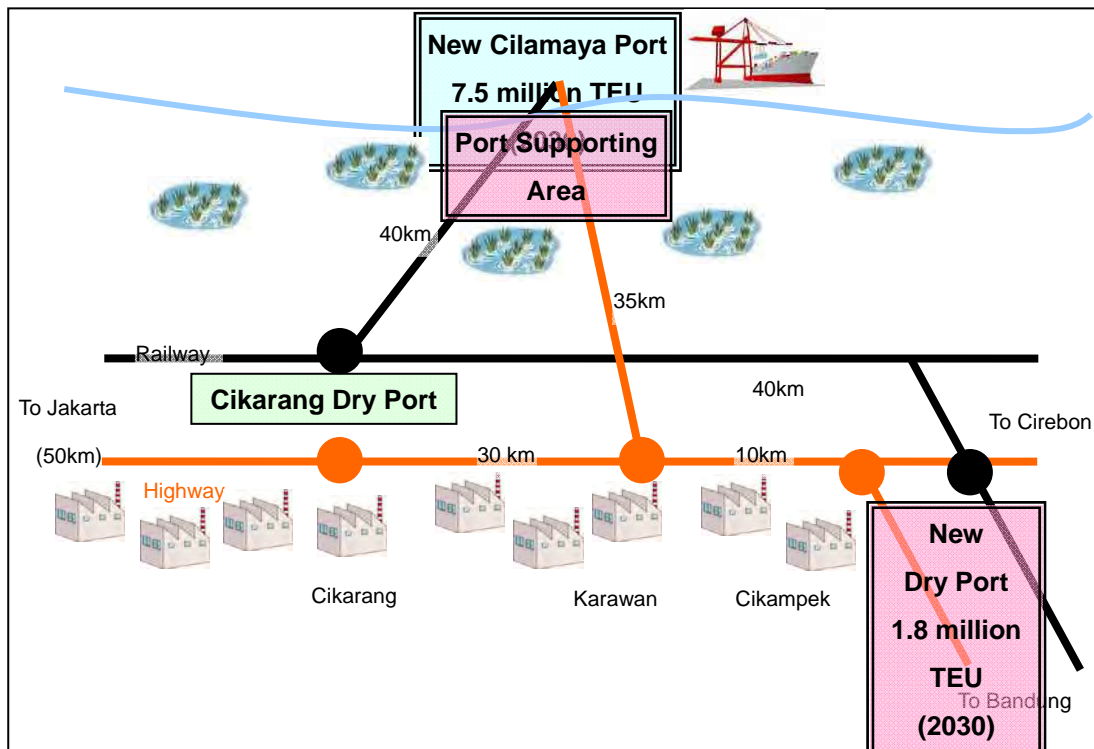 New Cilamaya Port
7.5 million TEU
(2030)
Port Supporting
Area
40km
35km
Railway
40km
Cikarang Dry Port
To Jakarta
To Cirebon
(50km)
30 km
10km
Highway
New
Dry Port
1.8 million
TEU
(2030)
Cikarang
Karawan
Cikampek
To Bandung